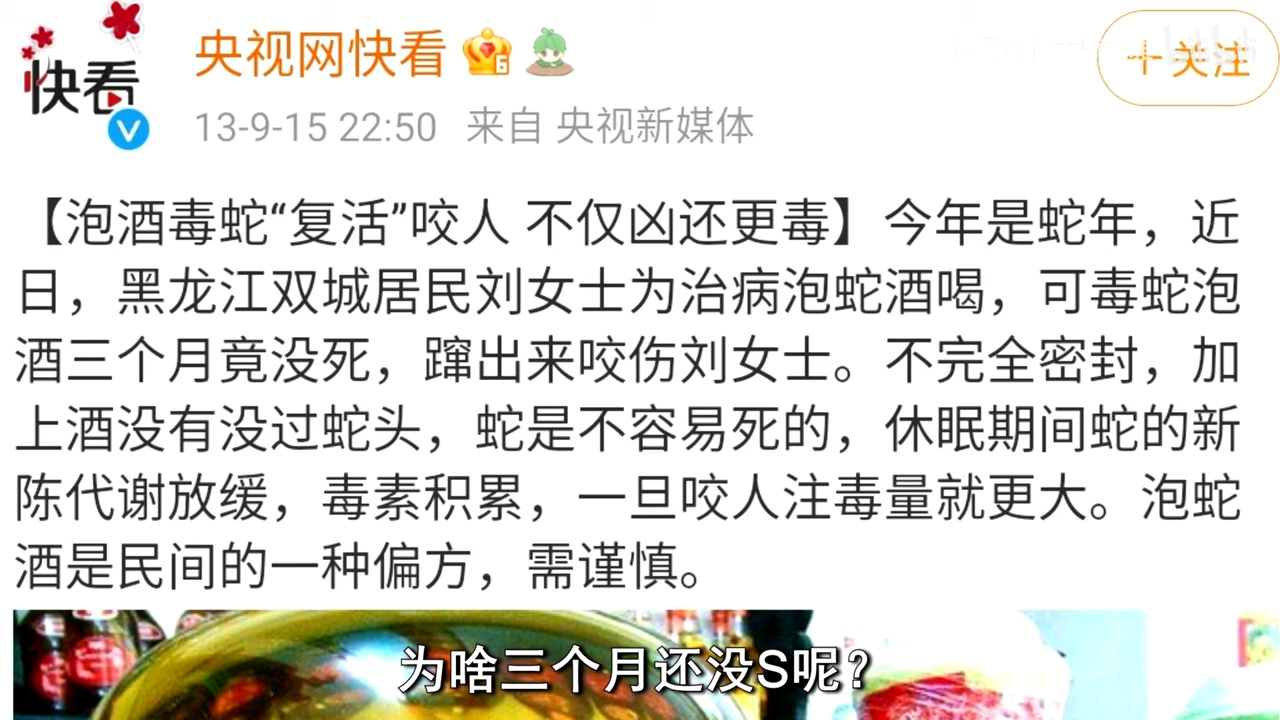 快看
央视网快看
6
13-9-15 22:50 来自 央视新媒体
+关注
【泡酒毒蛇“复活”咬人 不仅凶还更毒】今年是蛇年，近
日，黑龙江双城居民刘女士为治病泡蛇酒喝，可毒蛇泡
酒三个月竟没死，蹿出来咬伤刘女士。不完全密封，加
上酒没有没过蛇头，蛇是不容易死的，休眠期间蛇的新
陈代谢放缓，毒素积累，一旦咬人注毒量就更大。泡蛇
酒是民间的一种偏方，需谨慎。
为啥三个月还没S呢？